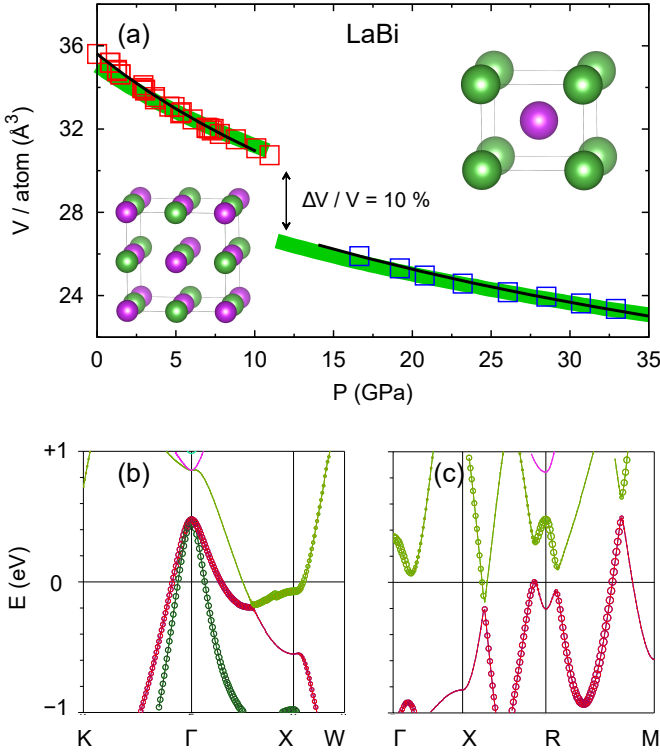 (a)
LaBi
V / atom (Å³)
36
32
28
24
ΔV / V = 10 %
0
5
10
15
20
25
30
35
P (GPa)
(b)
(c)
E (eV)
+1
0
−1
K
Γ
X
W
Γ
X
R
M